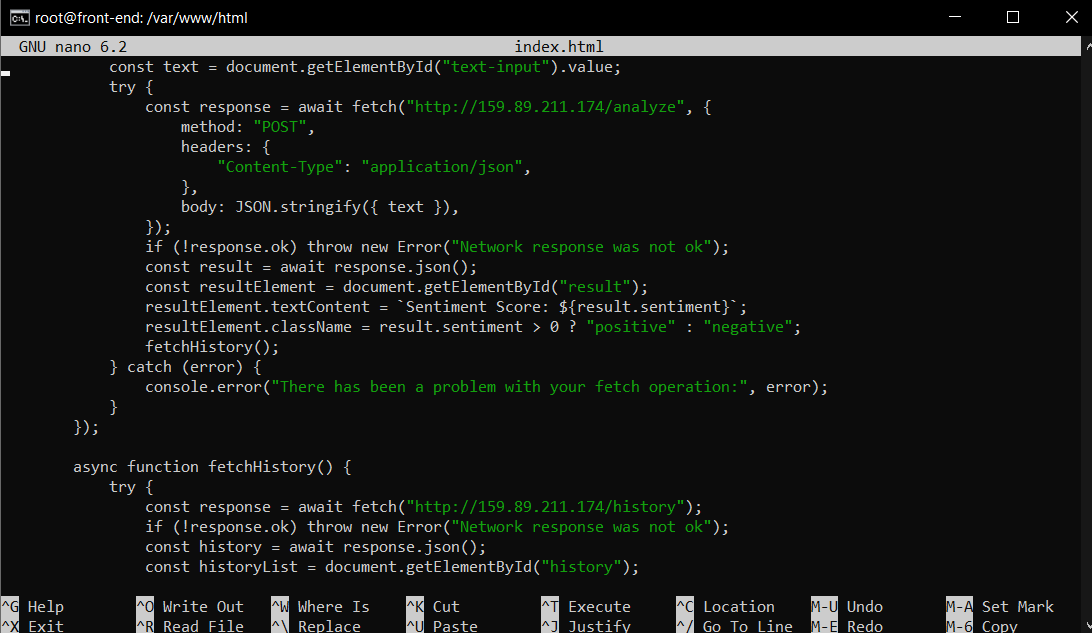 root@front-end: /var/www/html
GNU nano 6.2 index.html
const text = document.getElementById("text-input").value;
try {
const response = await fetch("http://159.89.211.174/analyze", {
method: "POST",
headers: {
"Content-Type": "application/json",
},
body: JSON.stringify({ text }),
});
if (!response.ok) throw new Error("Network response was not ok");
const result = await response.json();
const resultElement = document.getElementById("result");
resultElement.textContent = `Sentiment Score: ${result.sentiment}`;
resultElement.className = result.sentiment > 0 ? "positive" : "negative";
fetchHistory();
} catch (error) {
console.error("There has been a problem with your fetch operation:", error);
}
});
async function fetchHistory() {
try {
const response = await fetch("http://159.89.211.174/history");
if (!response.ok) throw new Error("Network response was not ok");
const history = await response.json();
const historyList = document.getElementById("history");
^G Help ^O Write Out ^W Where Is ^K Cut ^T Execute ^C Location M-U Undo M-A Set Mark
^X Exit ^R Read File ^\ Replace ^U Paste ^J Justify ^/ Go To Line M-E Redo M-6 Copy